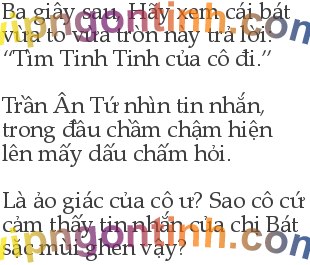 Ba giây sau, Hãy xem cái bát
vừa to vừa tròn này trả lời:
“Tìm Tinh Tinh của cô đi.”
Trần Ân Tứ nhìn tin nhắn,
trong đầu chầm chậm hiện
lên mấy dấu chấm hỏi.
Là ảo giác của cô ư? Sao cô cứ
cảm thấy tin nhắn của chị Bát
sặc mùi ghen vậy?
vipngontinh.com
vipngontinh.com